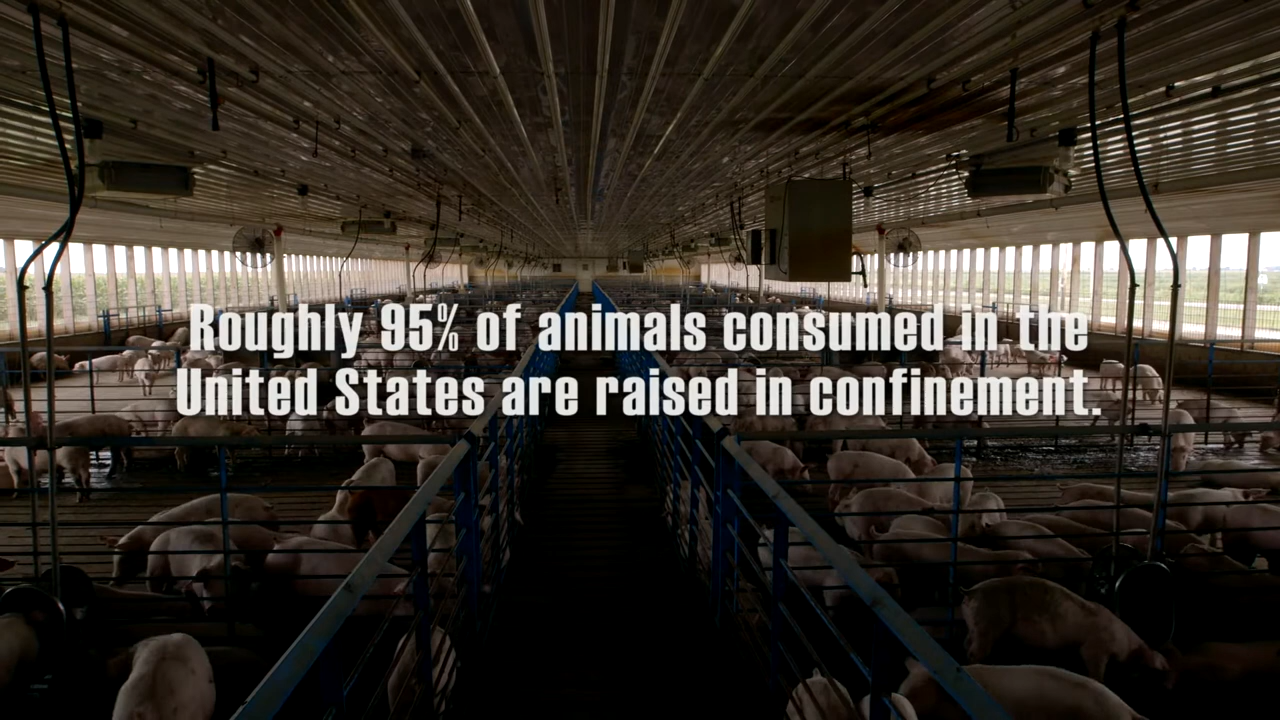 Roughly 95% of animals consumed in the
United States are raised in confinement.